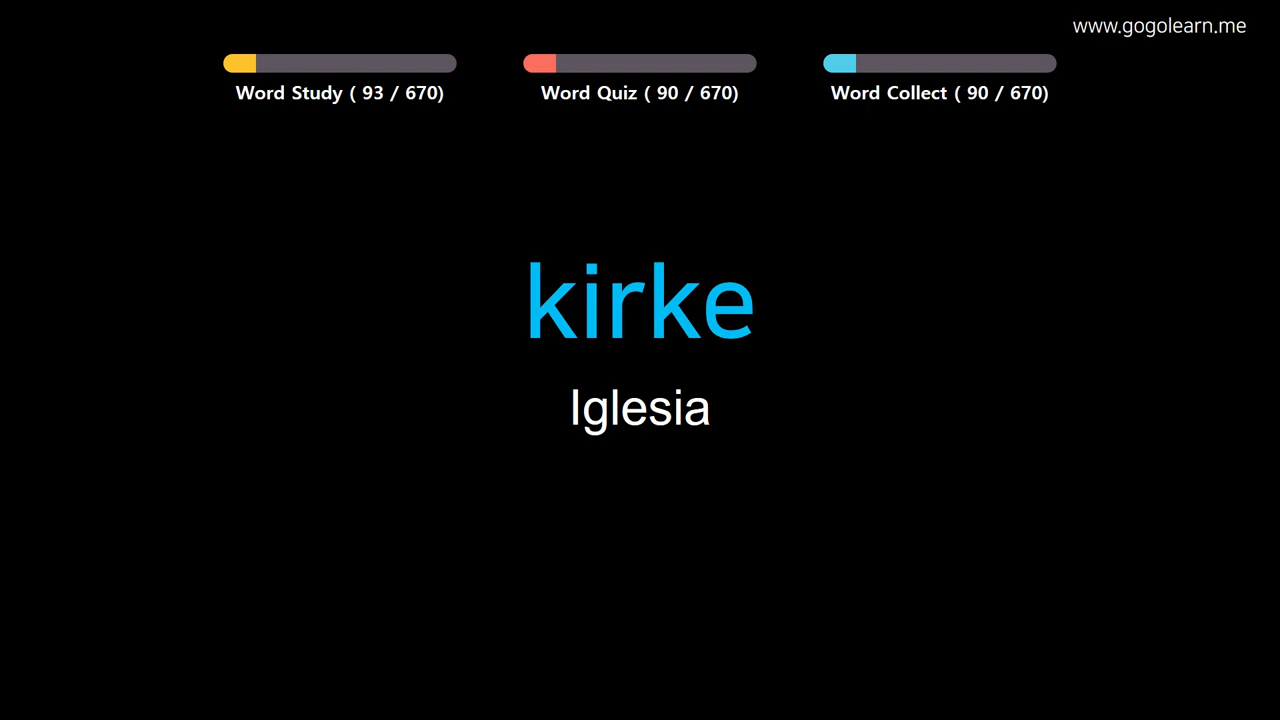 www.gogolearn.me
Word Study ( 93 / 670)
Word Quiz ( 90 / 670)
Word Collect ( 90 / 670)
kirke
Iglesia